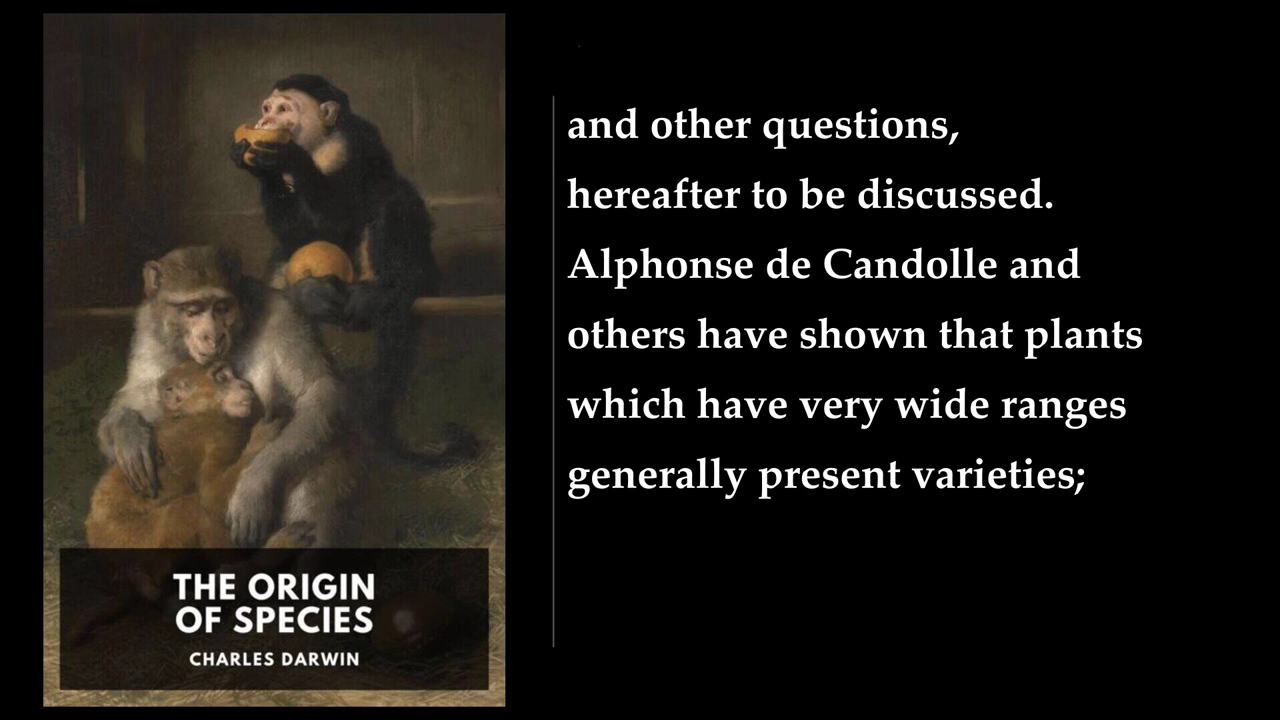 and other questions,
hereafter to be discussed.
Alphonse de Candolle and
others have shown that plants
which have very wide ranges
generally present varieties;
THE ORIGIN
OF SPECIES
CHARLES DARWIN